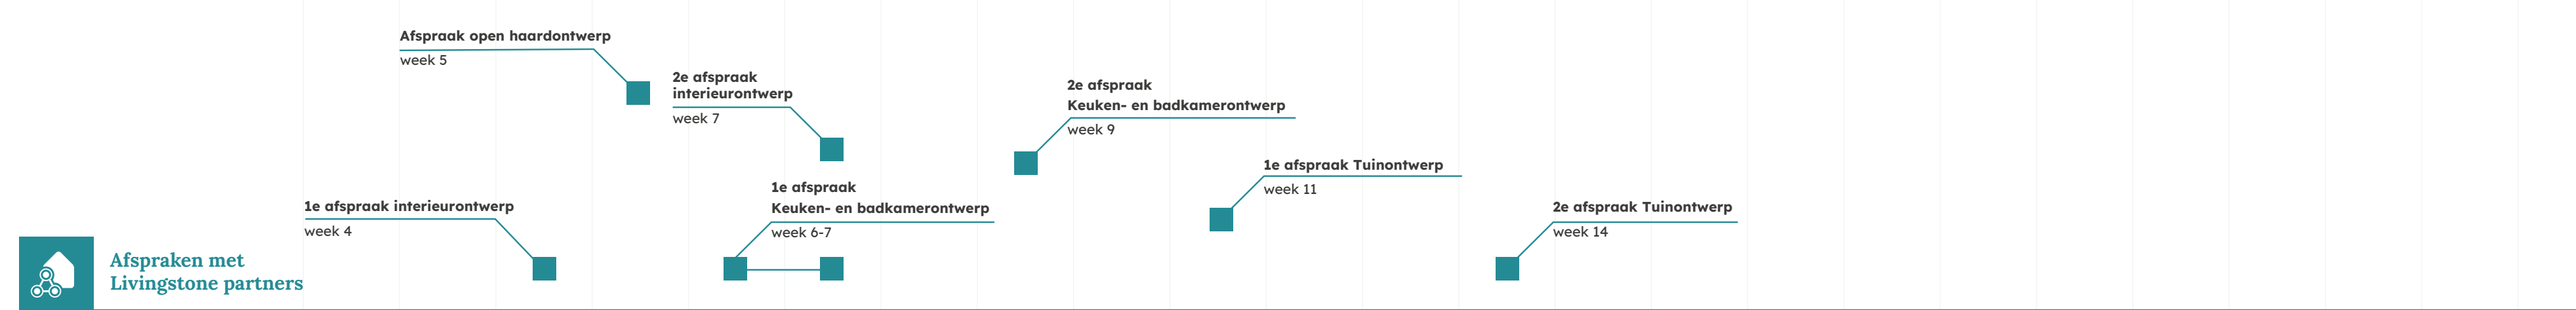 Afspraak open haardontwerp
week 5
2e afspraak
interieurontwerp
week 7
2e afspraak
Keuken- en badkamerontwerp
week 9
1e afspraak Tuinontwerp
week 11
1e afspraak
Keuken- en badkamerontwerp
week 6-7
1e afspraak interieurontwerp
week 4
2e afspraak Tuinontwerp
week 14
Afspraken met
Livingstone partners